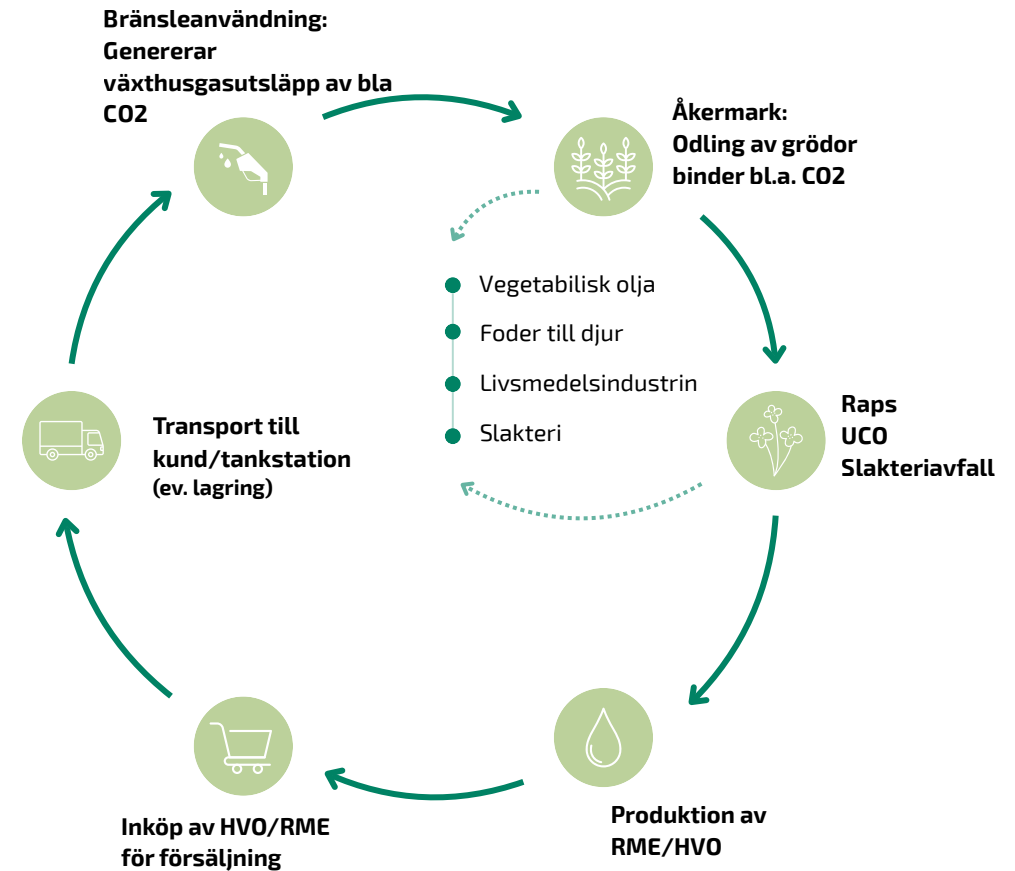 Bränsleanvändning:
Genererar
växthusgasutsläpp av bla
CO2
Åkermark:
Odling av grödor
binder bl.a. CO2
Vegetabilisk olja
Foder till djur
Livsmedelsindustrin
Slakteri
Raps
UCO
Slakteriavfall
Transport till
kund/tankstation
(ev. lagring)
Produktion av
RME/HVO
Inköp av HVO/RME
för försäljning